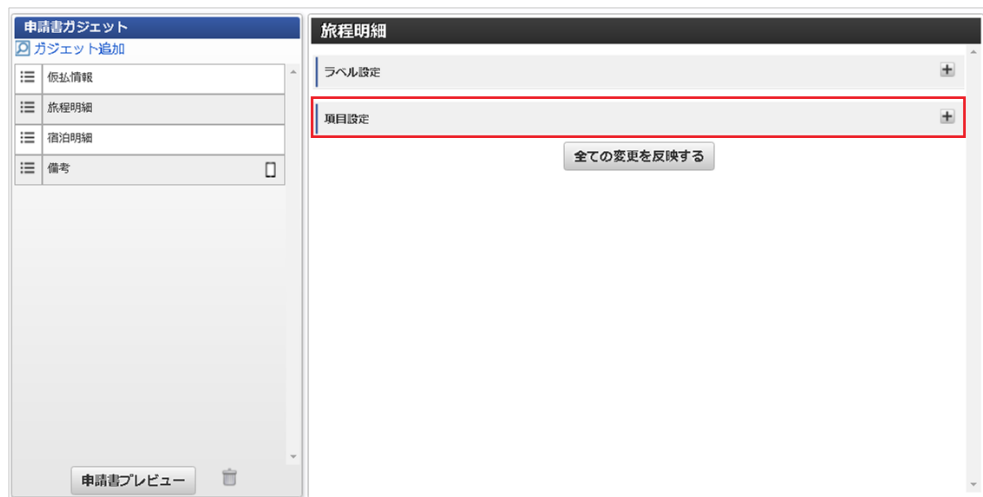 申請書ガジェット
ガジェット追加
仮払情報
旅程明細
宿泊明細
備考
申請書プレビュー
旅程明細
ラベル設定
項目設定
全ての変更を反映する